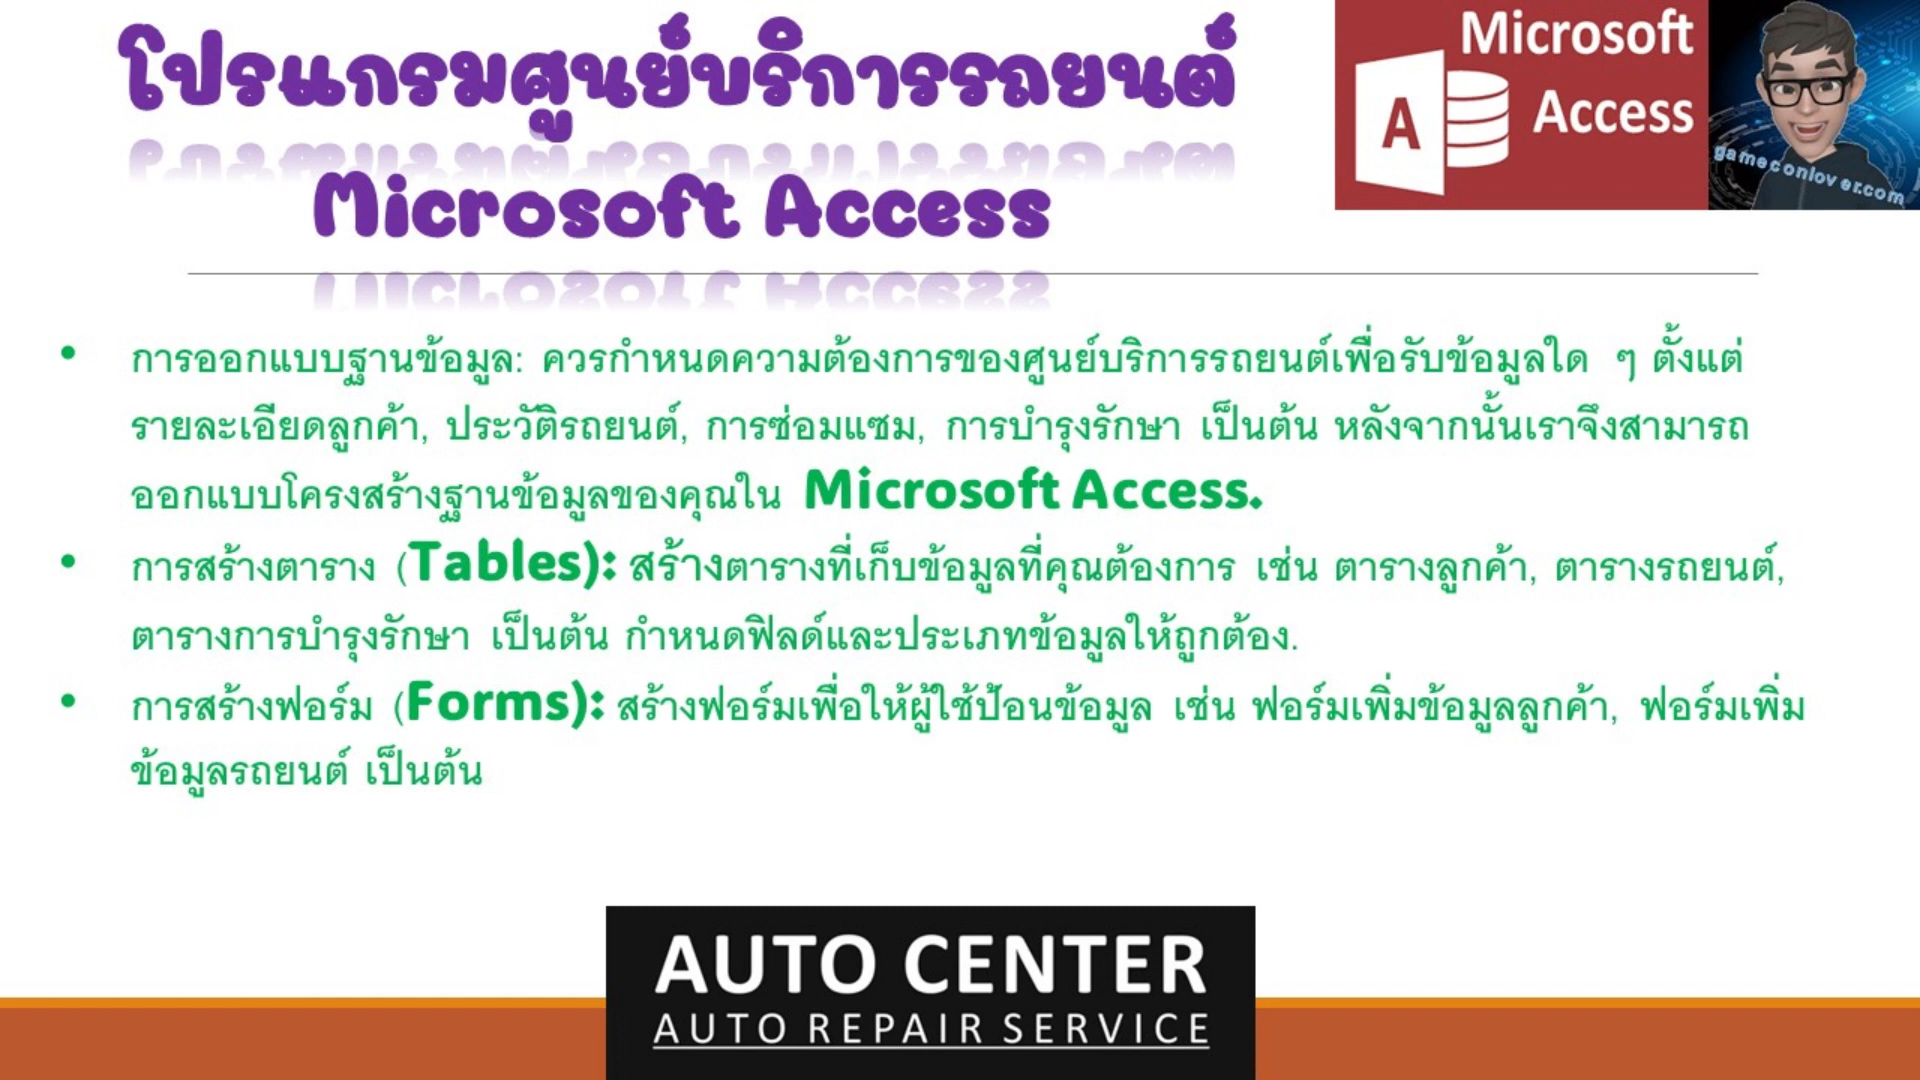 โปรแกรมศูนย์บริการรถยนต์
Microsoft Access
Microsoft
Access
A
gameconlover.com
• การออกแบบฐานข้อมูล: ควรกำหนดความต้องการของศูนย์บริการรถยนต์เพื่อรับข้อมูลใด ๆ ตั้งแต่
รายละเอียดลูกค้า, ประวัติรถยนต์, การซ่อมแซม, การบำรุงรักษา เป็นต้น หลังจากนั้นเราจึงสามารถ
ออกแบบโครงสร้างฐานข้อมูลของคุณใน Microsoft Access.
• การสร้างตาราง (Tables): สร้างตารางที่เก็บข้อมูลที่คุณต้องการ เช่น ตารางลูกค้า, ตารางรถยนต์,
ตารางการบำรุงรักษา เป็นต้น กำหนดฟิลด์และประเภทข้อมูลให้ถูกต้อง.
• การสร้างฟอร์ม (Forms): สร้างฟอร์มเพื่อให้ผู้ใช้ป้อนข้อมูล เช่น ฟอร์มเพิ่มข้อมูลลูกค้า, ฟอร์มเพิ่ม
ข้อมูลรถยนต์ เป็นต้น
AUTO CENTER
AUTO REPAIR SERVICE